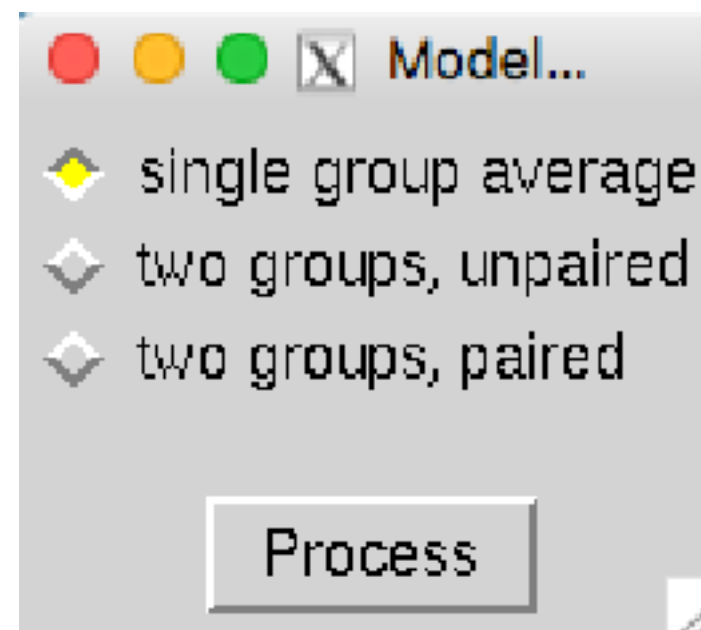 Model...
single group average
two groups, unpaired
two groups, paired
Process